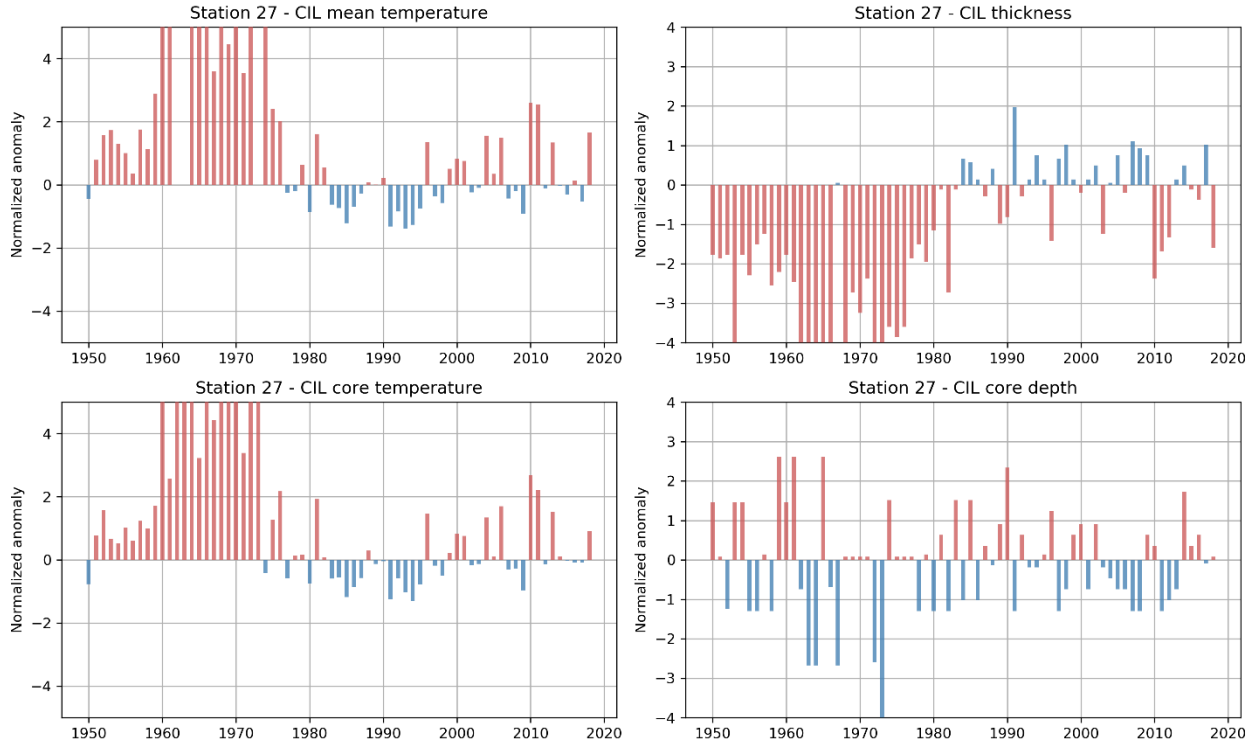 Station 27 - CIL mean temperature
Normalized anomaly
4
2
0
−2
−4
1950 1960 1970 1980 1990 2000 2010 2020
Station 27 - CIL thickness
Normalized anomaly
4
3
2
1
0
−1
−2
−3
−4
1950 1960 1970 1980 1990 2000 2010 2020
Station 27 - CIL core temperature
Normalized anomaly
4
2
0
−2
−4
1950 1960 1970 1980 1990 2000 2010 2020
Station 27 - CIL core depth
Normalized anomaly
4
3
2
1
0
−1
−2
−3
−4
1950 1960 1970 1980 1990 2000 2010 2020